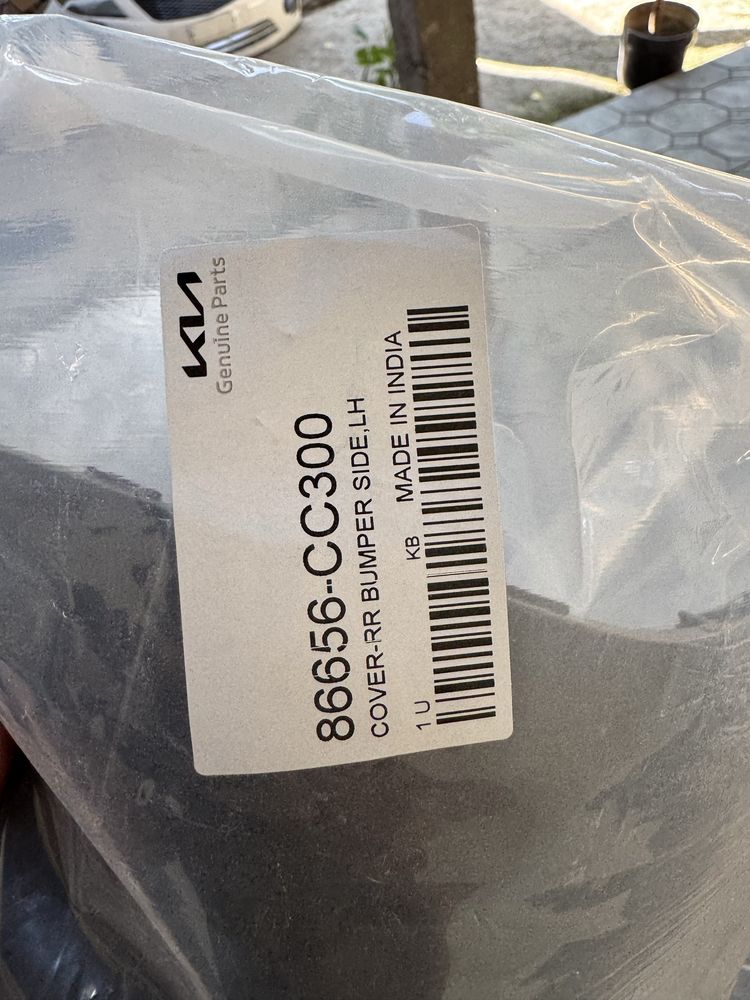 KIA
Genuine Parts
86656-CC300
COVER-RR BUMPER SIDE,LH
KB MADE IN INDIA
1 U